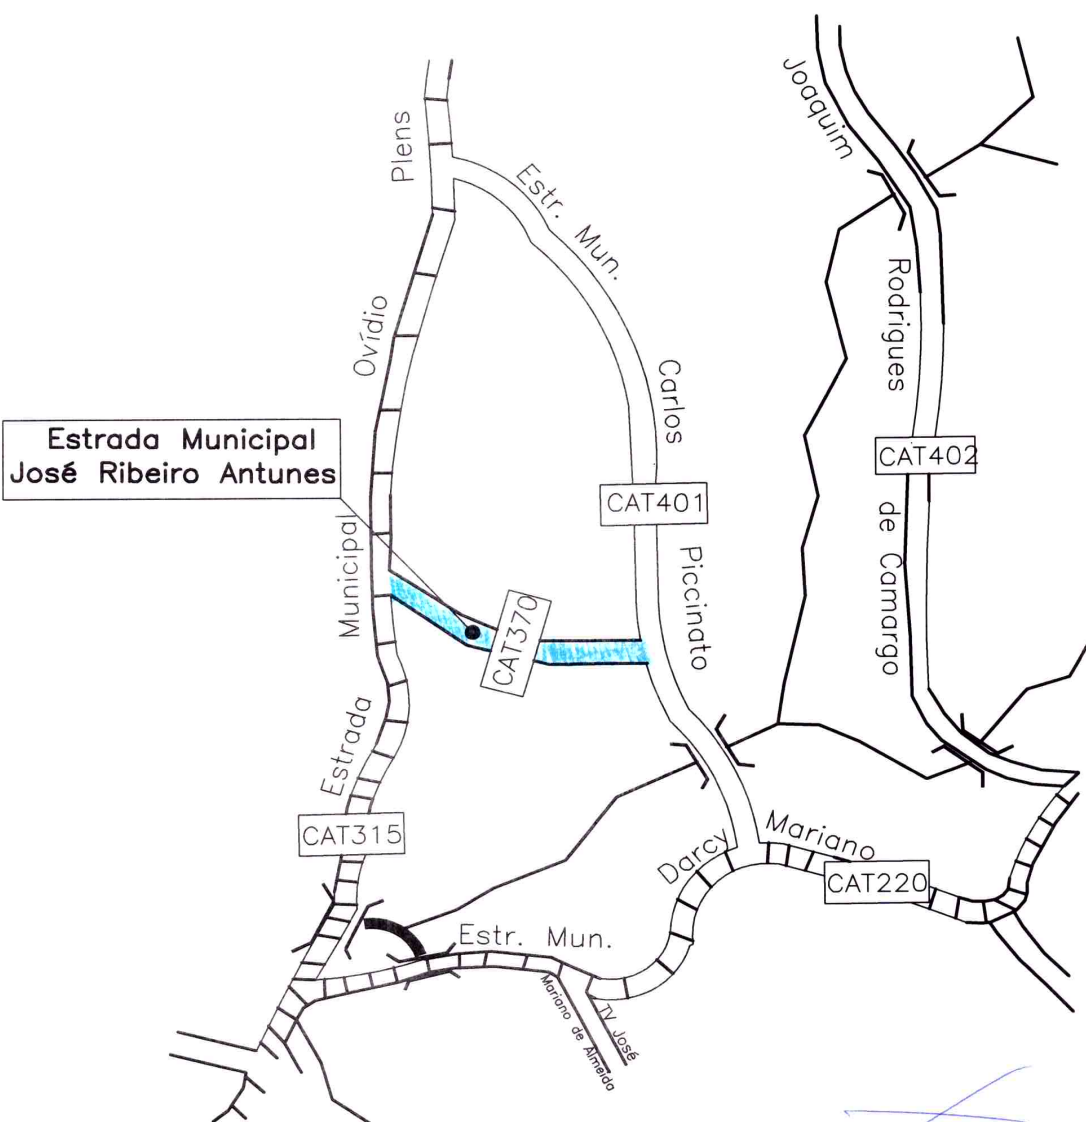 Joaquim
Rodrigues
de Camargo
CAT402
Plens
Ovídio
Municipal
Estrada
CAT315
Estr. Mun.
Carlos
Piccinato
CAT401
Estrada Municipal
José Ribeiro Antunes
CAT370
Estr. Mun.
Darcy
Mariano
CAT220
TV José
Mariano de Almeida